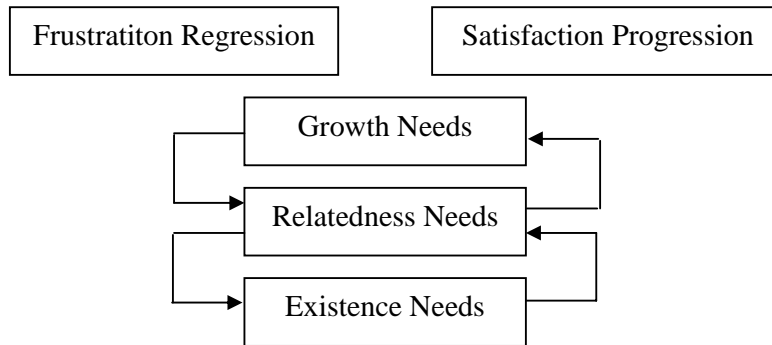 Frustratiton Regression
Satisfaction Progression
Growth Needs
Relatedness Needs
Existence Needs